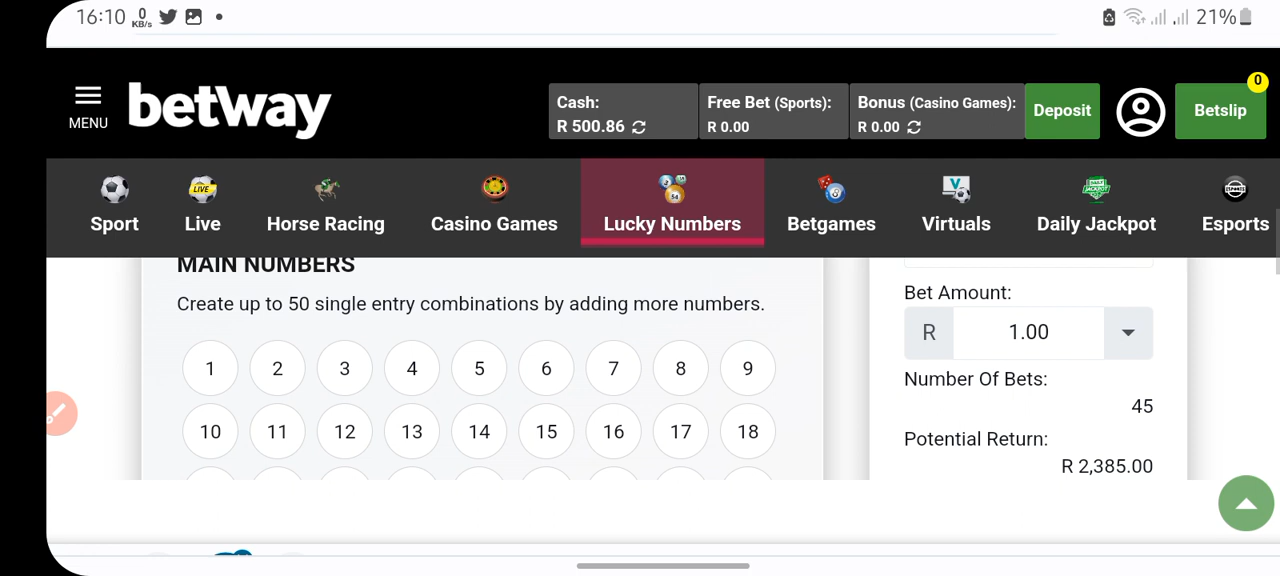 16:10 0 KB/s 21%
MENU betway Cash: R 500.86 Free Bet (Sports): R 0.00 Bonus (Casino Games): R 0.00 Deposit Betslip 0
Sport LIVE Live Horse Racing Casino Games Lucky Numbers Betgames Virtuals Daily Jackpot Esports
MAIN NUMBERS
Create up to 50 single entry combinations by adding more numbers.
1 2 3 4 5 6 7 8 9
10 11 12 13 14 15 16 17 18
Bet Amount:
R 1.00
Number Of Bets:
45
Potential Return:
R 2,385.00